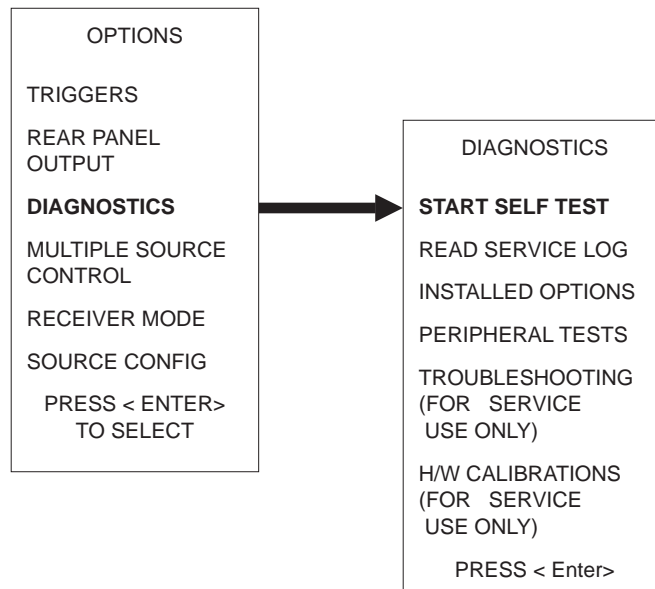 OPTIONS
TRIGGERS
REAR PANEL
OUTPUT
DIAGNOSTICS
MULTIPLE SOURCE
CONTROL
RECEIVER MODE
SOURCE CONFIG
PRESS < ENTER>
TO SELECT
DIAGNOSTICS
START SELF TEST
READ SERVICE LOG
INSTALLED OPTIONS
PERIPHERAL TESTS
TROUBLESHOOTING
(FOR SERVICE
USE ONLY)
H/W CALIBRATIONS
(FOR SERVICE
USE ONLY)
PRESS < Enter>